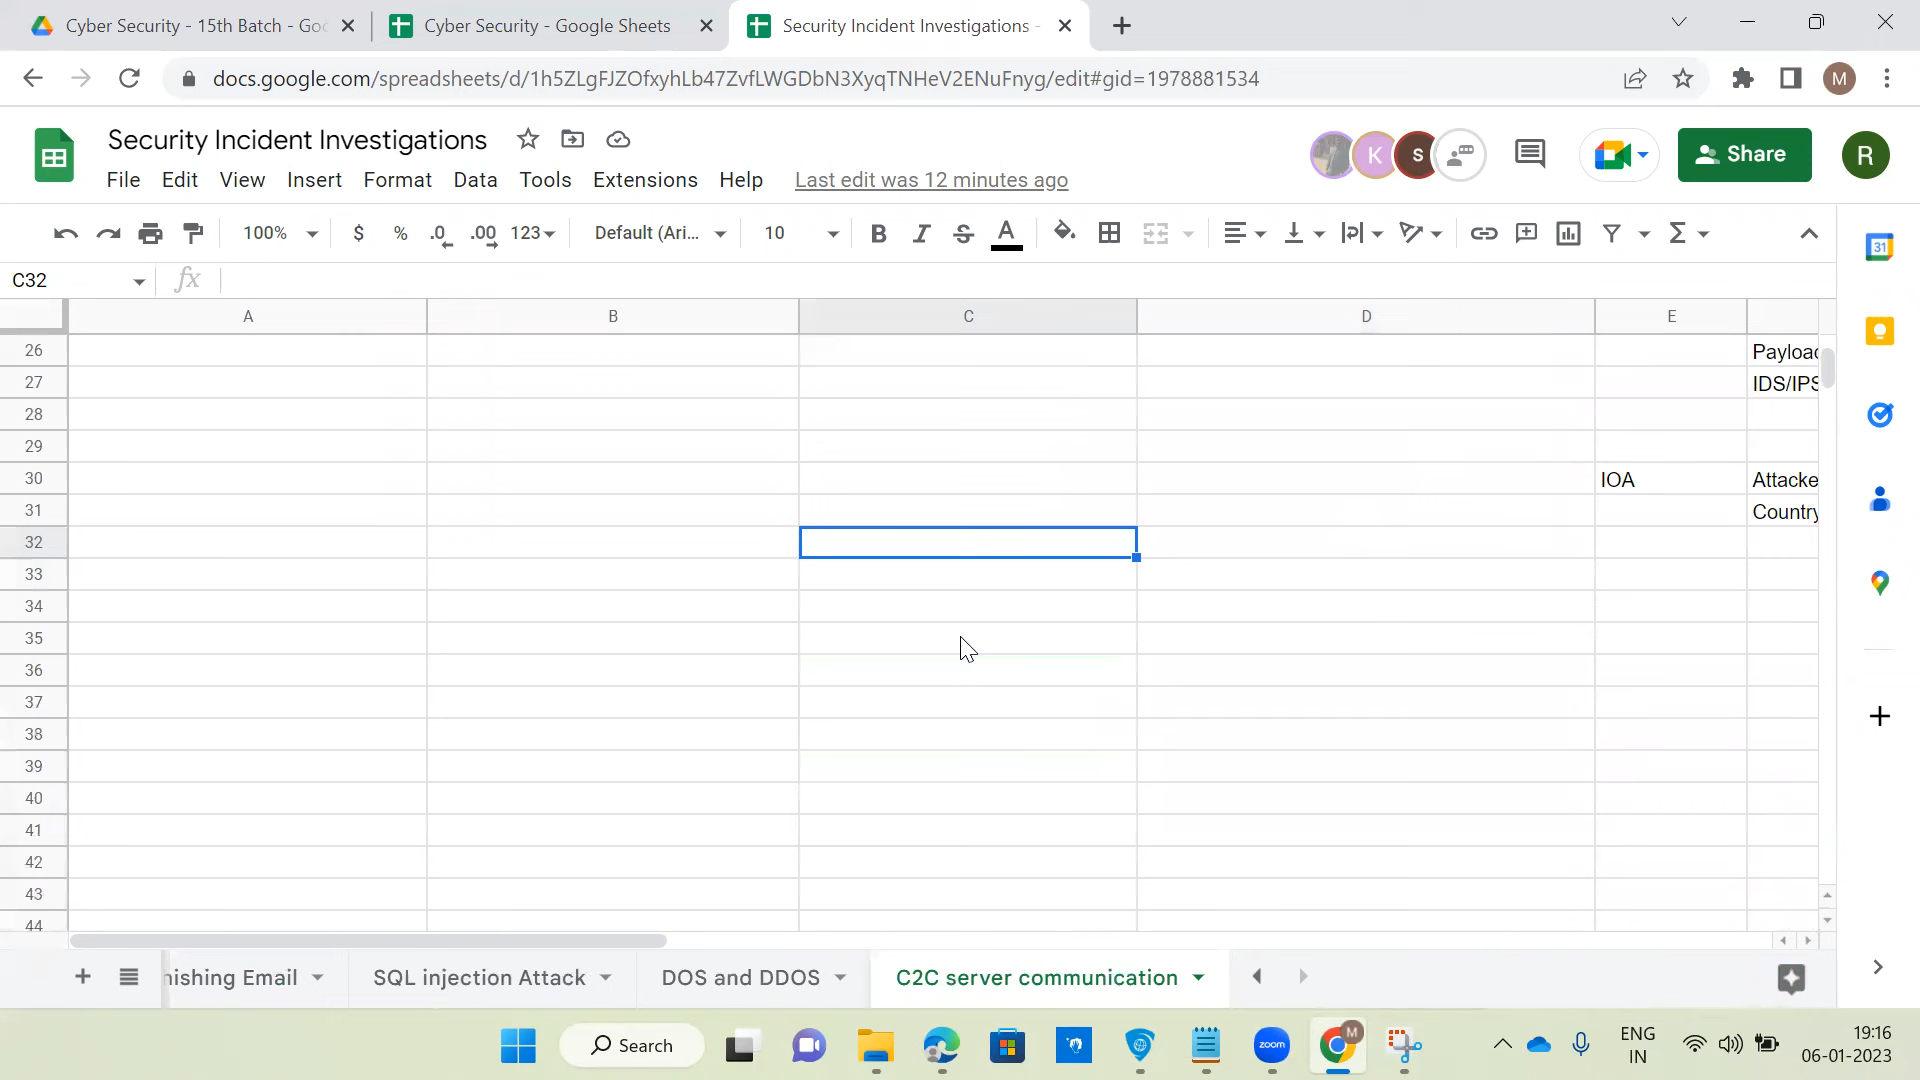 Cyber Security - 15th Batch - Go
Cyber Security - Google Sheets
Security Incident Investigations -
docs.google.com/spreadsheets/d/1h5ZLgFJZOfxyhLb47ZvfLWGDbN3XyqTNHeV2ENuFnyg/edit#gid=1978881534
M
Security Incident Investigations
K
S
Share
R
File Edit View Insert Format Data Tools Extensions Help Last edit was 12 minutes ago
100% $ % .0 .00 123 Default (Ari... 10 B I S A
31
C32 fx
A B C D E
26 Payload
27 IDS/IPS
28
29
30 IOA Attacke
31 Country
32
33
34
35
36
37
38
39
40
41
42
43
44
nishing Email SQL injection Attack DOS and DDOS C2C server communication
Search
zoom
M
ENG
IN
19:16
06-01-2023